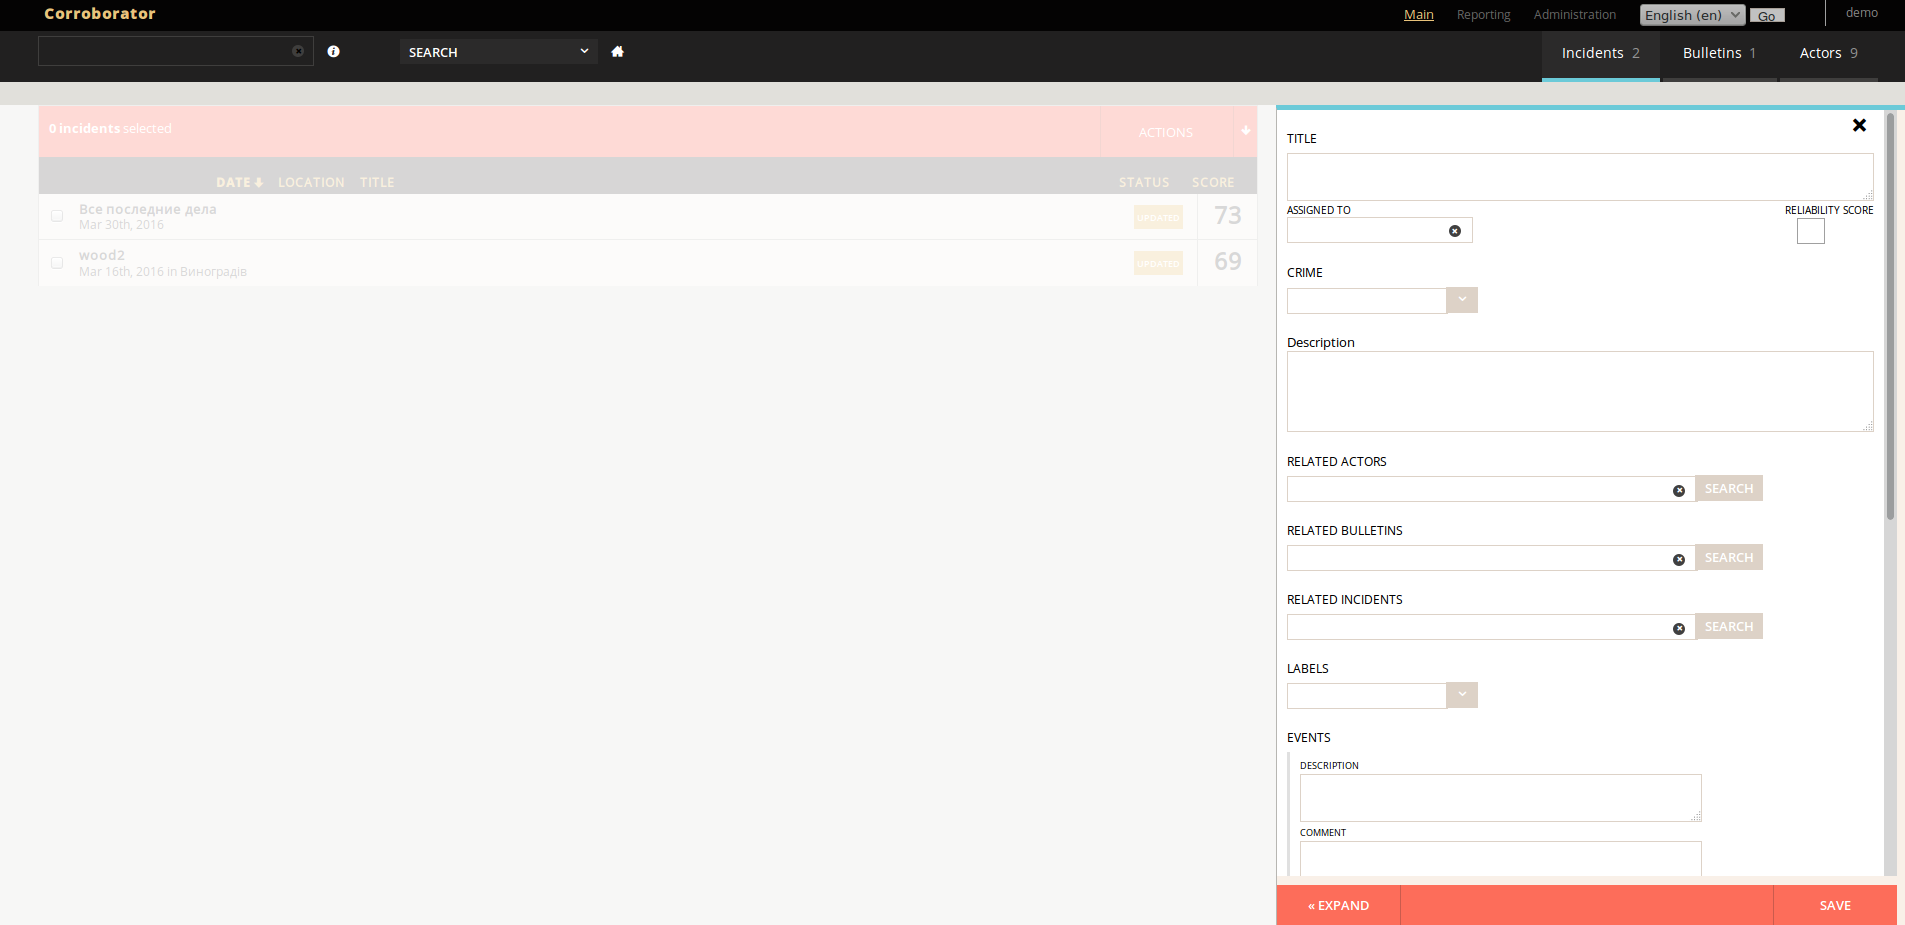 Corroborator
Main Reporting Administration English (en) Go demo
SEARCH
Incidents 2 Bulletins 1 Actors 9
0 incidents selected ACTIONS
DATE LOCATION TITLE STATUS SCORE
Все последние дела
Mar 30th, 2016
UPDATED 73
wood2
Mar 16th, 2016 in Виноградів
UPDATED 69
TITLE
ASSIGNED TO RELIABILITY SCORE
CRIME
Description
RELATED ACTORS
SEARCH
RELATED BULLETINS
SEARCH
RELATED INCIDENTS
SEARCH
LABELS
EVENTS
DESCRIPTION
COMMENT
« EXPAND SAVE